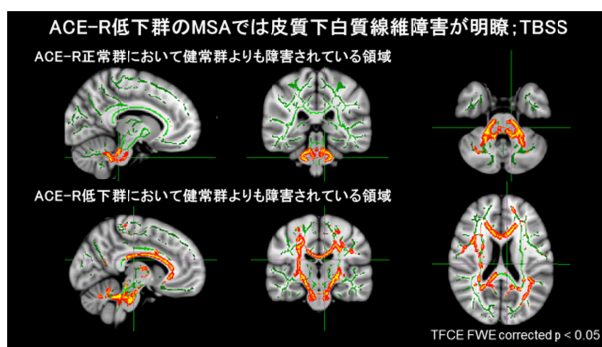 ACE-R低下群のMSAでは皮質下白質線維障害が明瞭;TBSS
ACE-R正常群において健常群よりも障害されている領域
ACE-R低下群において健常群よりも障害されている領域
TFCE FWE corrected p < 0.05